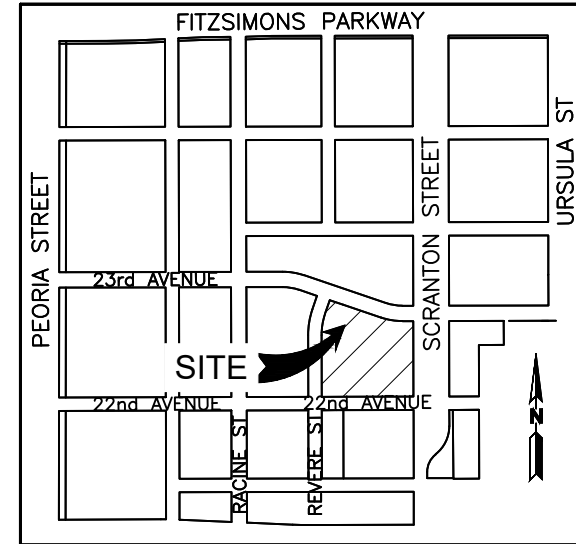 FITZSIMONS PARKWAY
PEORIA STREET
SCRANTON STREET
URSULA ST
23rd AVENUE
SITE
22nd AVENUE
22nd AVENUE
RACINE ST
REVERE ST
N